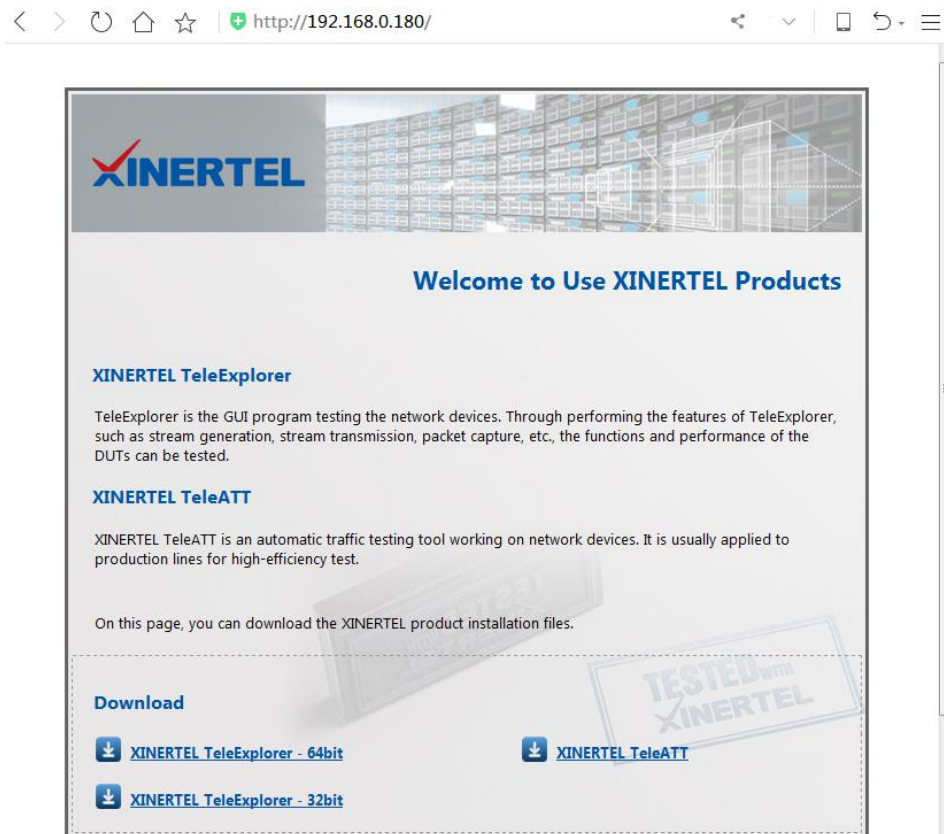 http://192.168.0.180/
XINERTEL
Welcome to Use XINERTEL Products
XINERTEL TeleExplorer
TeleExplorer is the GUI program testing the network devices. Through performing the features of TeleExplorer,
such as stream generation, stream transmission, packet capture, etc., the functions and performance of the
DUTs can be tested.
XINERTEL TeleATT
XINERTEL TeleATT is an automatic traffic testing tool working on network devices. It is usually applied to
production lines for high-efficiency test.
On this page, you can download the XINERTEL product installation files.
TESTED with
XINERTEL
Download
XINERTEL TeleExplorer - 64bit
XINERTEL TeleATT
XINERTEL TeleExplorer - 32bit